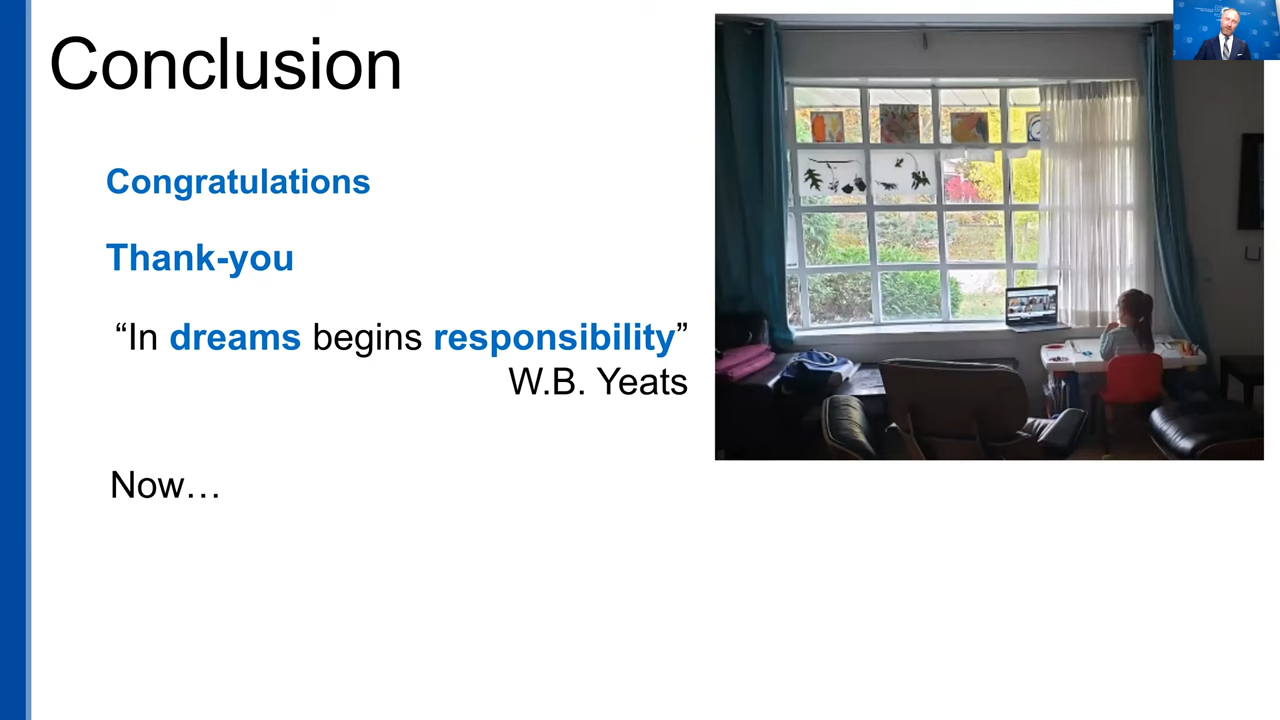 Conclusion
Congratulations
Thank-you
“In dreams begins responsibility”
W.B. Yeats
Now…